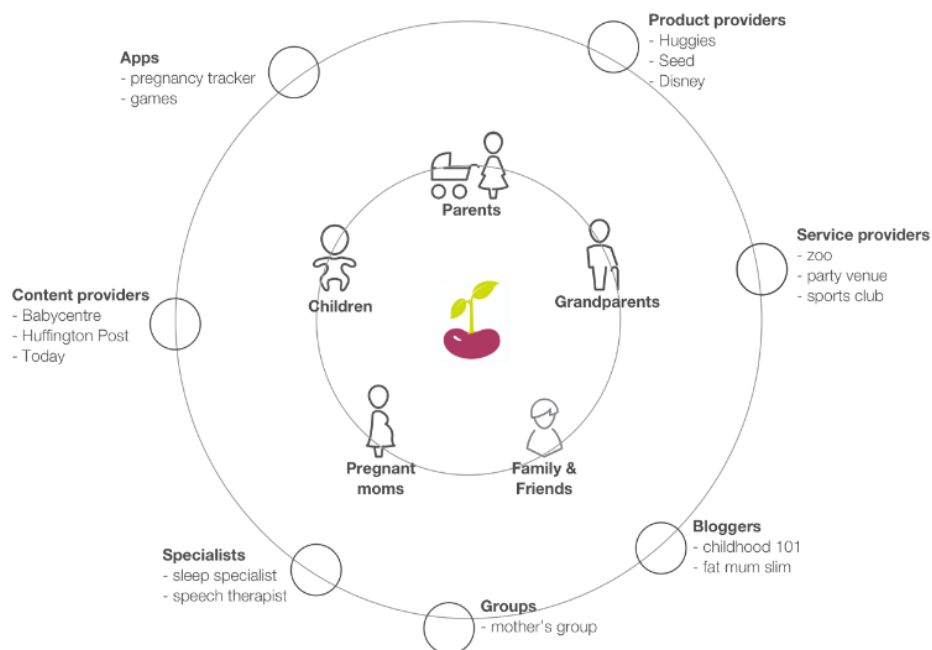 Product providers
- Huggies
- Seed
- Disney
Apps
- pregnancy tracker
- games
Parents
Service providers
- zoo
- party venue
- sports club
Children
Grandparents
Content providers
- Babycentre
- Huffington Post
- Today
Pregnant
moms
Family &
Friends
Bloggers
- childhood 101
- fat mum slim
Specialists
- sleep specialist
- speech therapist
Groups
- mother's group